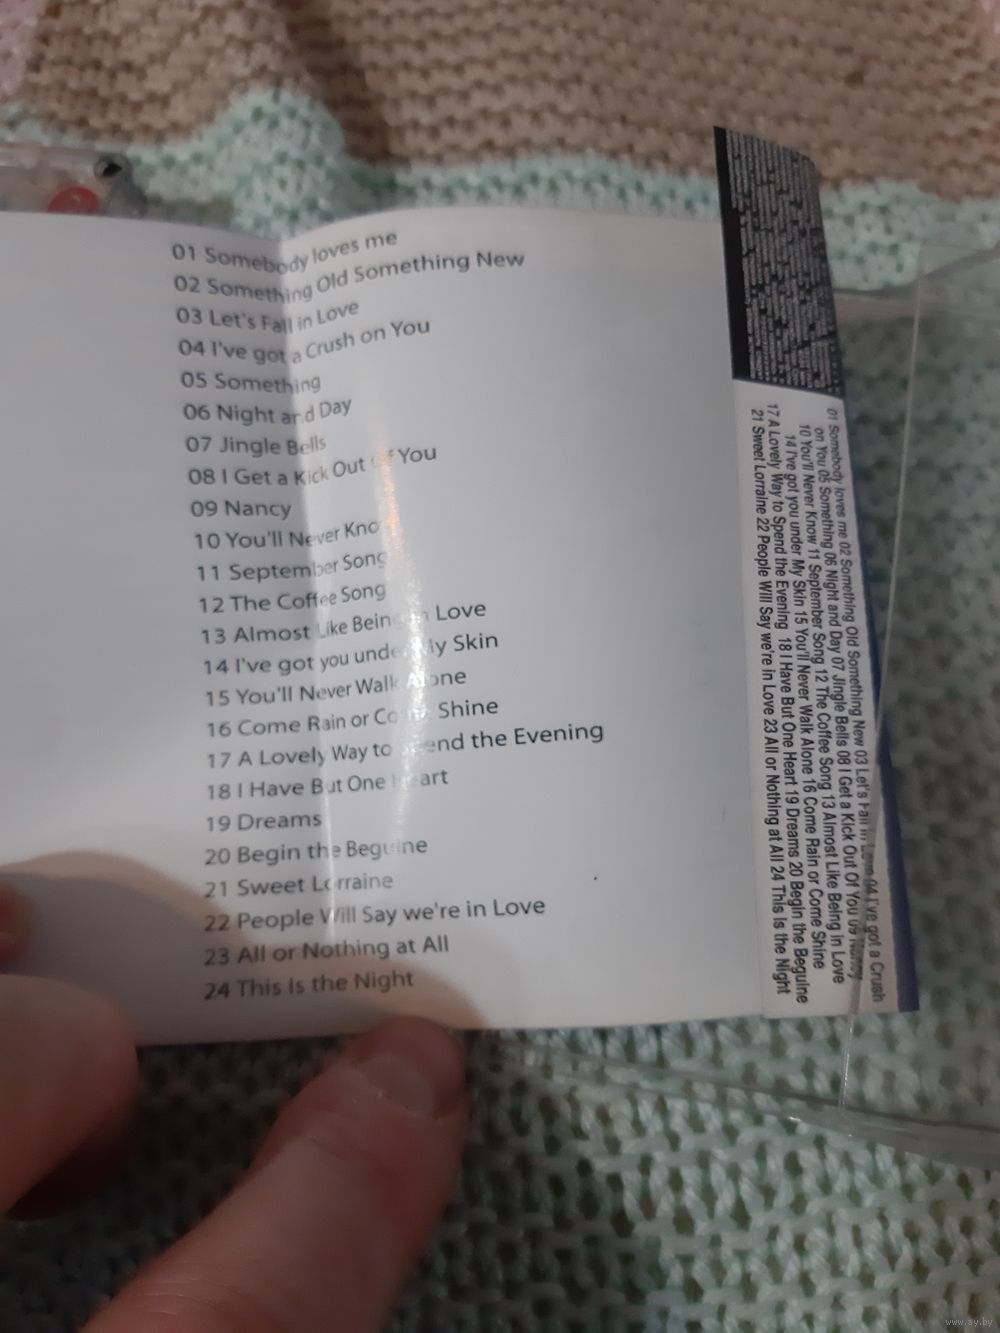 01 Somebody loves me
02 Something Old Something New
03 Let's Fall in Love
04 I've got a Crush on You
05 Something
06 Night and Day
07 Jingle Bells
08 I Get a Kick Out Of You
09 Nancy
10 You'll Never Kno
11 September Song
12 The Coffee Song
13 Almost Like Being in Love
14 I've got you under My Skin
15 You'll Never Walk Alone
16 Come Rain or Come Shine
17 A Lovely Way to Spend the Evening
18 I Have But One Heart
19 Dreams
20 Begin the Beguine
21 Sweet Lorraine
22 People Will Say we're in Love
23 All or Nothing at All
24 This Is the Night
01 Somebody loves me 02 Something Old Something New 03 Let's Fall in Love 04 I've got a Crush
on You 05 Something 06 Night and Day 07 Jingle Bells 08 I Get a Kick Out Of You 09 Nancy
10 You'll Never Know 11 September Song 12 The Coffee Song 13 Almost Like Being in Love
14 I've got you under My Skin 15 You'll Never Walk Alone 16 Come Rain or Come Shine
17 A Lovely Way to Spend the Evening 18 I Have But One Heart 19 Dreams 20 Begin the Beguine
21 Sweet Lorraine 22 People Will Say we're in Love 23 All or Nothing at All 24 This Is the Night
www.ay.by